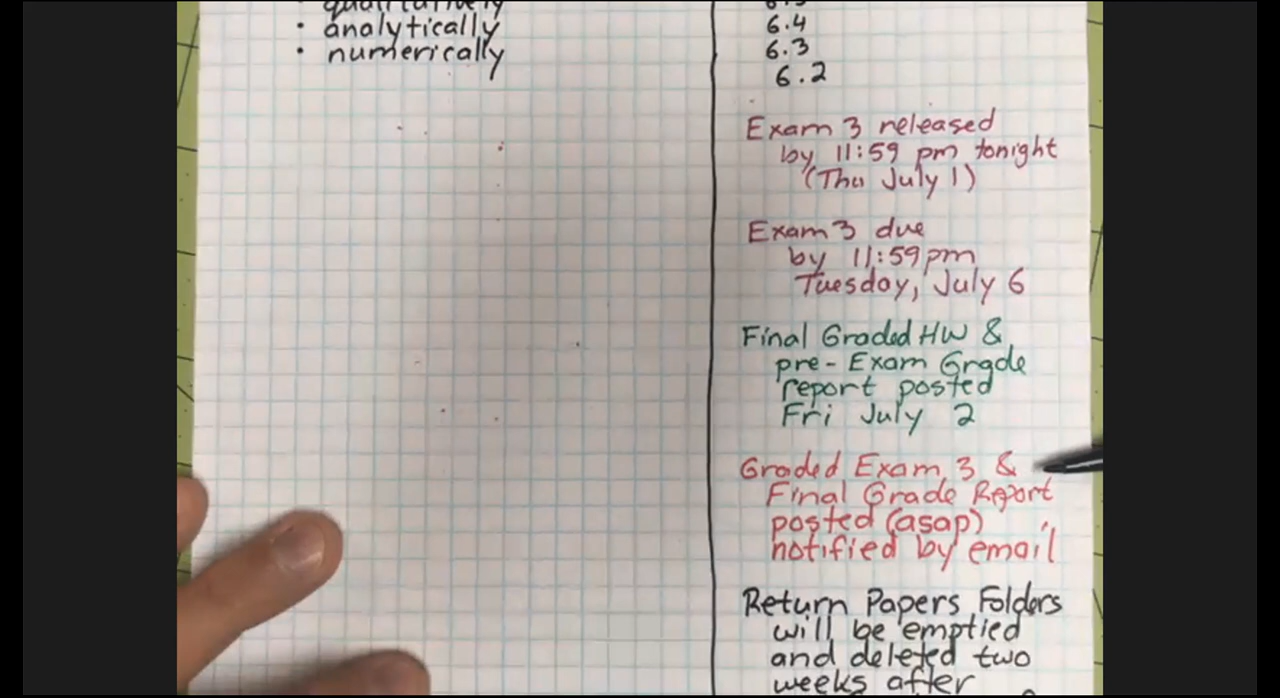 qualitatively
• analytically
• numerically
6.4
6.3
6.2
Exam 3 released
by 11:59 pm tonight
(Thu July 1)
Exam 3 due
by 11:59pm
Tuesday, July 6
Final Graded HW &
pre-Exam Grade
report posted
Fri July 2
Graded Exam 3 &
Final Grade Report
posted (asap)
notified by email
Return Papers Folders
will be emptied
and deleted two
weeks after